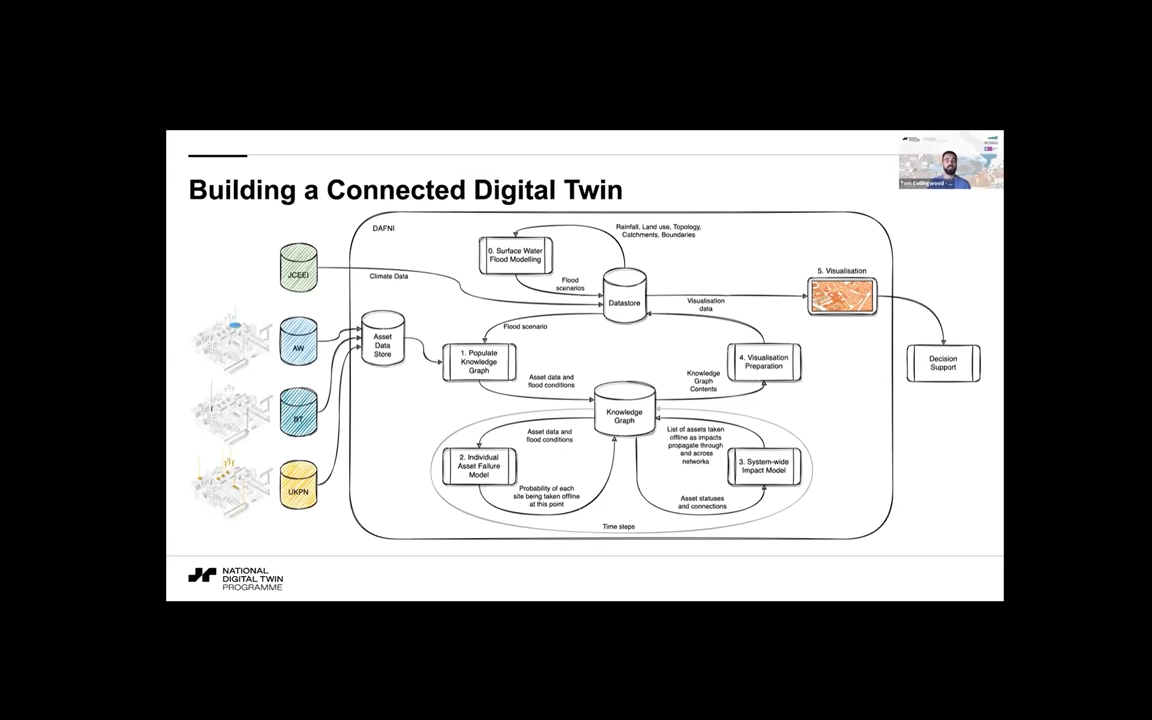 Building a Connected Digital Twin
Tom Collingwood - ...
DAFNI
Rainfall, Land use, Topology,
Catchments, Boundaries
0. Surface Water
Flood Modelling
JCEEI
Climate Data
Flood
scenarios
Datastore
Visualisation
data
5. Visualisation
AW
Asset
Data
Store
Flood scenario
1. Populate
Knowledge
Graph
4. Visualisation
Preparation
Decision
Support
Asset data and
flood conditions
Knowledge
Graph
Contents
BT
Knowledge
Graph
Asset data and
flood conditions
List of assets taken
offline as impacts
propagate through
and across
networks
2. Individual
Asset Failure
Model
3. System-wide
Impact Model
UKPN
Probability of each
site being taken offline
at this point
Asset statuses
and connections
Time steps
NATIONAL
DIGITAL TWIN
PROGRAMME